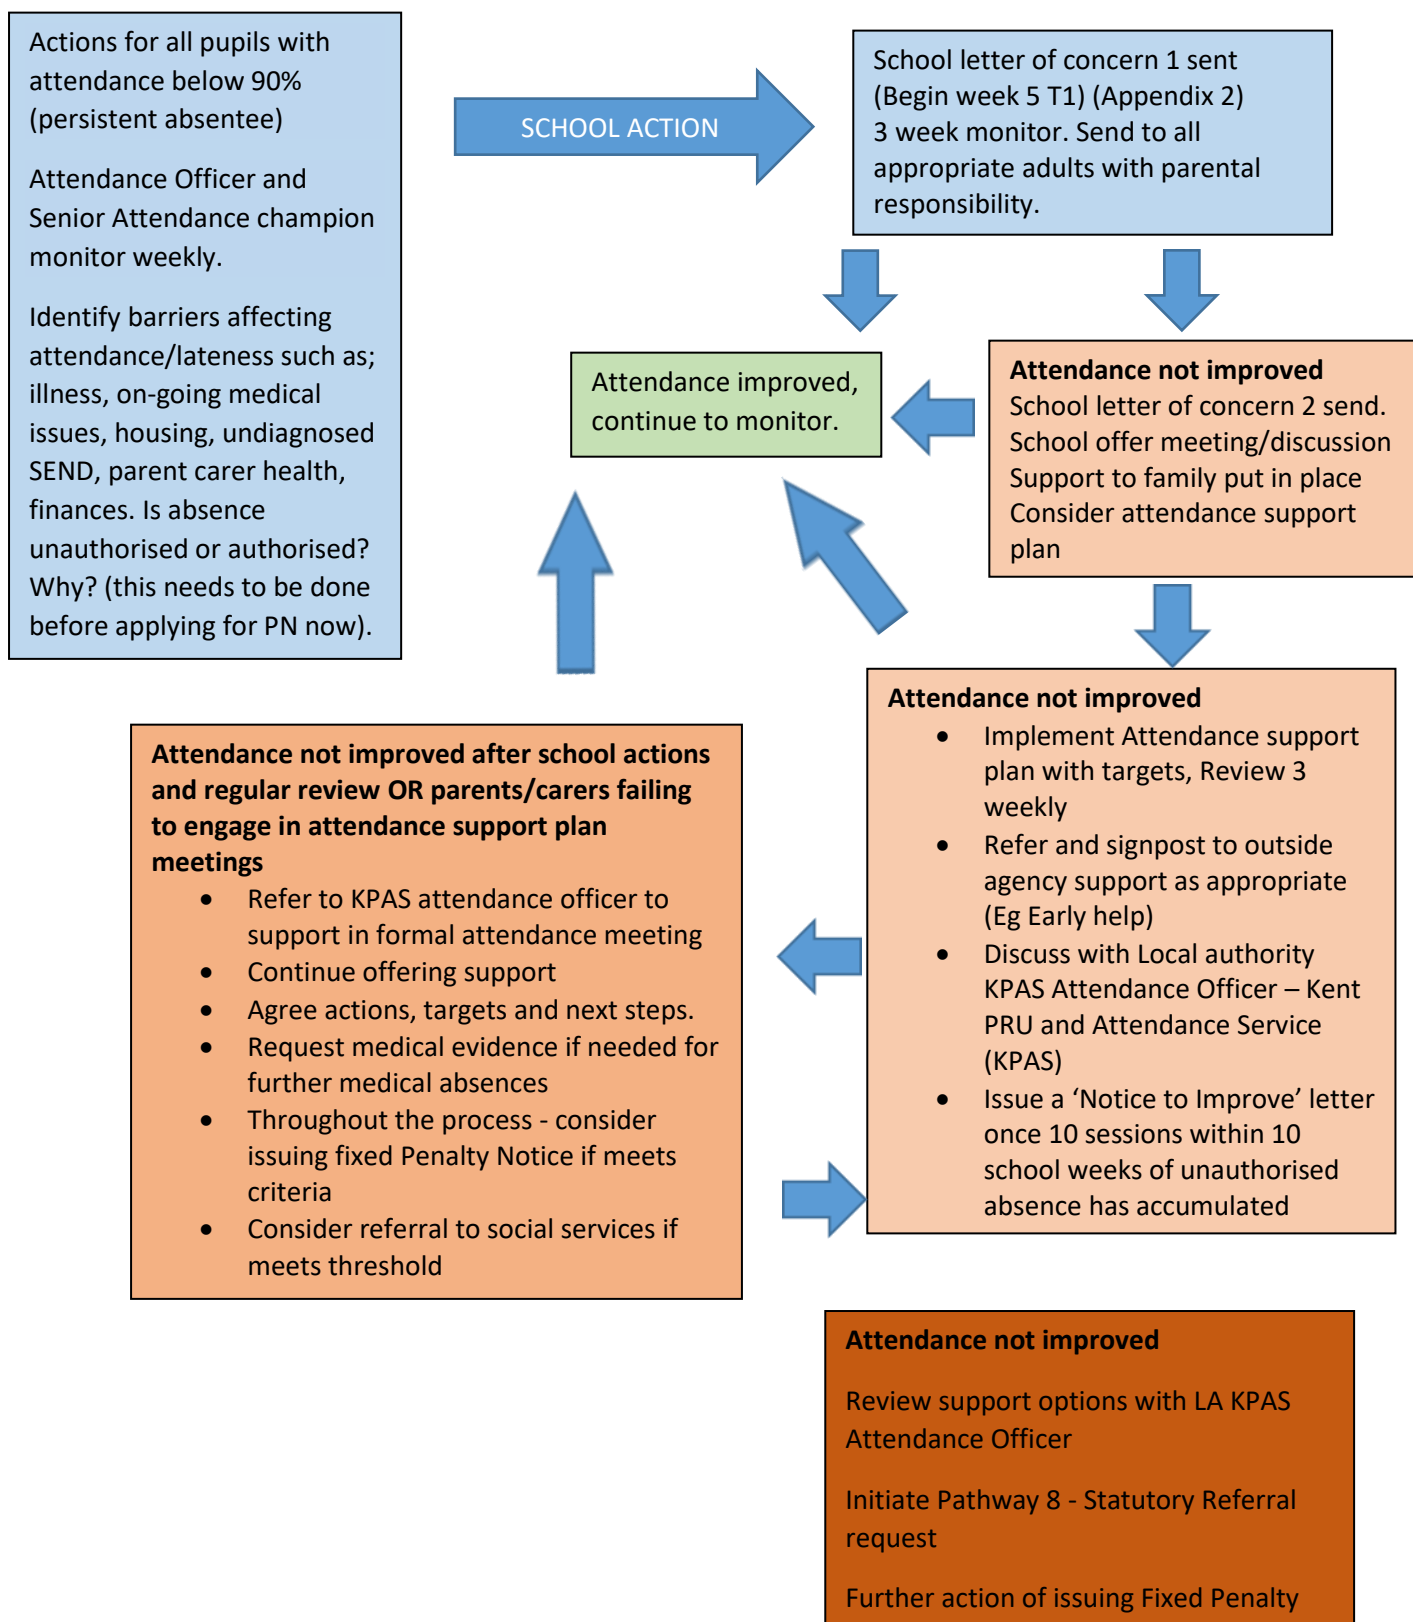 Actions for all pupils with
attendance below 90%
(persistent absentee)
Attendance Officer and
Senior Attendance champion
monitor weekly.
Identify barriers affecting
attendance/lateness such as;
illness, on-going medical
issues, housing, undiagnosed
SEND, parent carer health,
finances. Is absence
unauthorised or authorised?
Why? (this needs to be done
before applying for PN now).
SCHOOL ACTION
School letter of concern 1 sent
(Begin week 5 T1) (Appendix 2)
3 week monitor. Send to all
appropriate adults with parental
responsibility.
Attendance improved,
continue to monitor.
Attendance not improved
School letter of concern 2 send.
School offer meeting/discussion
Support to family put in place
Consider attendance support
plan
Attendance not improved
• Implement Attendance support
plan with targets, Review 3
weekly
• Refer and signpost to outside
agency support as appropriate
(Eg Early help)
• Discuss with Local authority
KPAS Attendance Officer – Kent
PRU and Attendance Service
(KPAS)
• Issue a ‘Notice to Improve’ letter
once 10 sessions within 10
school weeks of unauthorised
absence has accumulated
Attendance not improved after school actions
and regular review OR parents/carers failing
to engage in attendance support plan
meetings
• Refer to KPAS attendance officer to
support in formal attendance meeting
• Continue offering support
• Agree actions, targets and next steps.
• Request medical evidence if needed for
further medical absences
• Throughout the process - consider
issuing fixed Penalty Notice if meets
criteria
• Consider referral to social services if
meets threshold
Attendance not improved
Review support options with LA KPAS
Attendance Officer
Initiate Pathway 8 - Statutory Referral
request
Further action of issuing Fixed Penalty